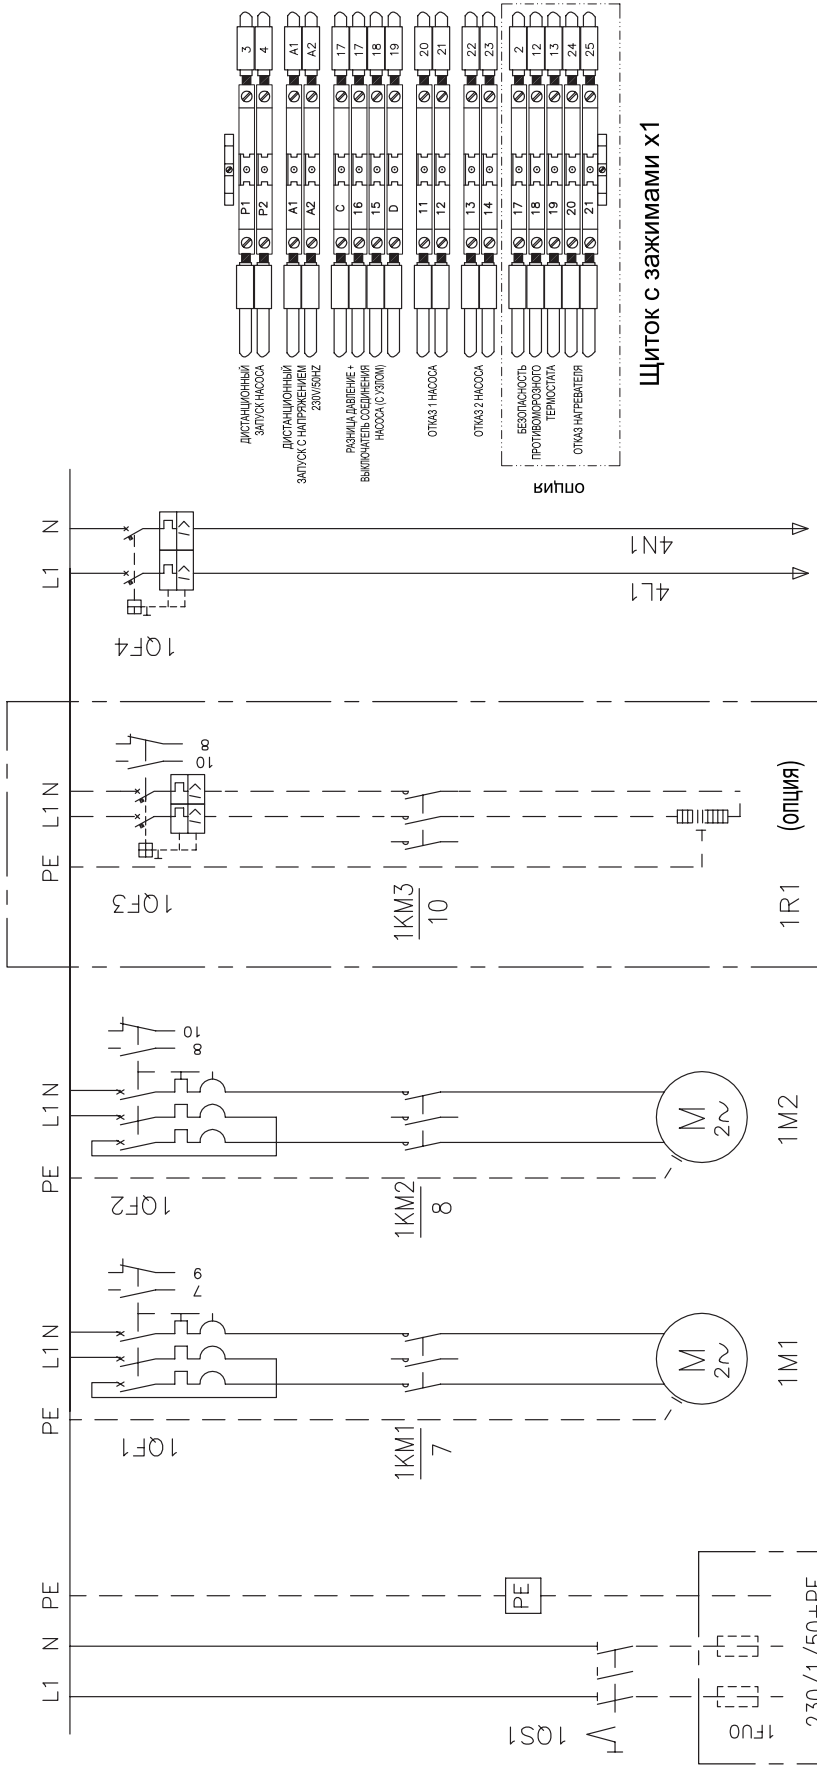 3
4
A1
A2
17
17
18
19
20
21
22
23
2
12
13
24
25
P1
P2
A1
A2
C
16
15
D
11
12
13
14
17
18
19
20
21
ДИСТАНЦИОННЫЙ
ЗАПУСК НАСОСА
ДИСТАНЦИОННЫЙ
ЗАПУСК С НАПРЯЖЕНИЕМ
230V/50HZ
РАЗНИЦА ДАВЛЕНИЕ +
ВЫКЛЮЧАТЕЛЬ СОЕДИНЕНИЯ
НАСОСА (С УЗЛОМ)
ОТКАЗ 1 НАСОСА
ОТКАЗ 2 НАСОСА
БЕЗОПАСНОСТЬ
ПРОТИВОМОРОЗНОГО
ТЕРМОСТАТА
ОТКАЗ НАГРЕВАТЕЛЯ
опция
Щиток с зажимами x1
L1 N
1QF4
4L1
4N1
PE L1 N
1QF3
10
8
1KM3
10
1R1
(опция)
PE L1 N
1QF2
8
10
1KM2
8
M
2~
1M2
PE L1 N
1QF1
7
9
1KM1
7
M
2~
1M1
L1 N PE
PE
1QS1
1FU0
230/1/50+PE